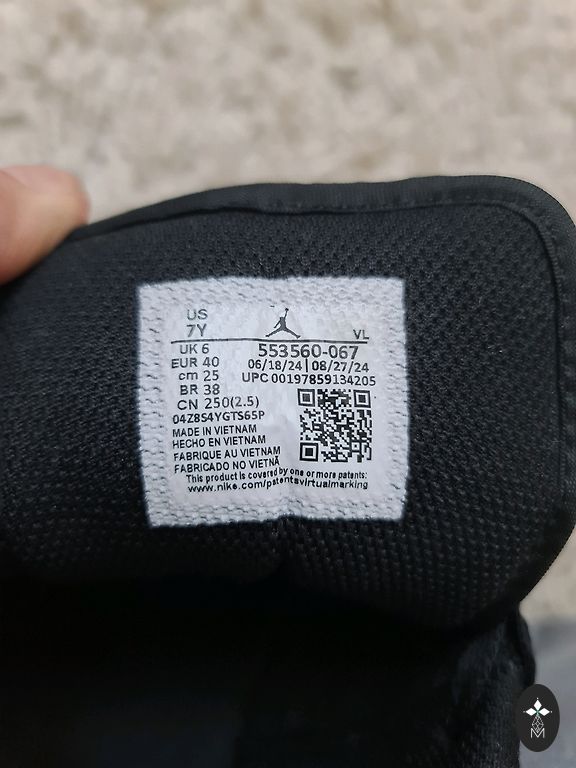 US
7Y
VL
UK 6
553560-067
EUR 40
06/18/24 | 08/27/24
cm 25
UPC 00197859134205
BR 38
CN 250(2.5)
04Z8S4YGTS65P
MADE IN VIETNAM
HECHO EN VIETNAM
FABRIQUE AU VIETNAM
FABRICADO NO VIETNÃ
This product is covered by one or more patents:
www.nike.com/patentsvirtualmarking
M